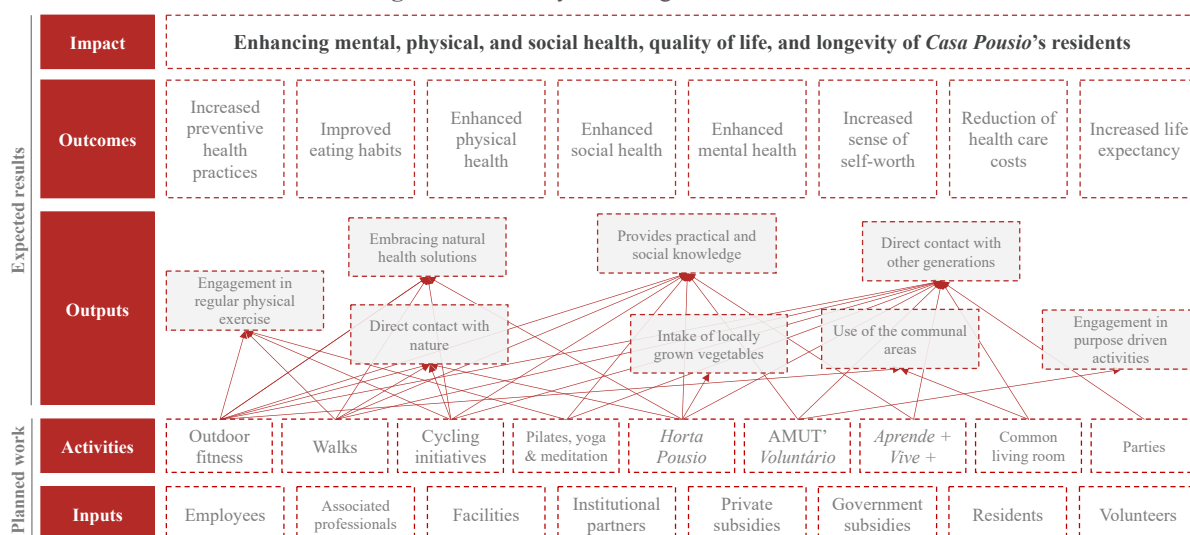 Expected results
Impact
Enhancing mental, physical, and social health, quality of life, and longevity of Casa Pousio's residents
Outcomes
Increased
preventive
health
practices
Improved
eating habits
Enhanced
physical
health
Enhanced
social health
Enhanced
mental health
Increased
sense of
self-worth
Reduction of
health care
costs
Increased life
expectancy
Outputs
Engagement in
regular physical
exercise
Embracing natural
health solutions
Direct contact with
nature
Provides practical and
social knowledge
Intake of locally
grown vegetables
Direct contact with
other generations
Use of the communal
areas
Engagement in
purpose driven
activities
Planned work
Activities
Outdoor
fitness
Walks
Cycling
initiatives
Pilates, yoga
& meditation
Horta
Pousio
AMUT'
Voluntário
Aprende +
Vive +
Common
living room
Parties
Inputs
Employees
Associated
professionals
Facilities
Institutional
partners
Private
subsidies
Government
subsidies
Residents
Volunteers